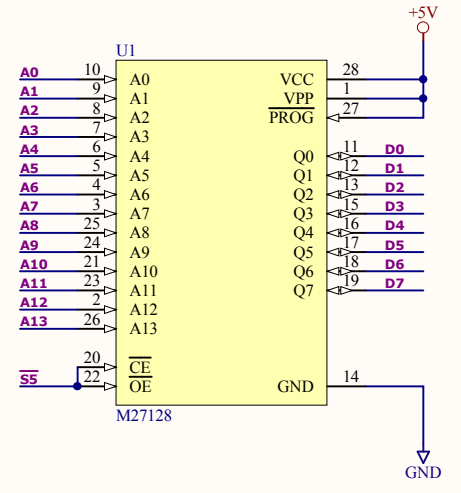 +5V
U1
A0 10 A0 VCC 28
A1 9 A1 VPP 1
A2 8 A2 PROG 27
A3 7 A3
A4 6 A4 Q0 11 D0
A5 5 A5 Q1 12 D1
A6 4 A6 Q2 13 D2
A7 3 A7 Q3 15 D3
A8 25 A8 Q4 16 D4
A9 24 A9 Q5 17 D5
A10 21 A10 Q6 18 D6
A11 23 A11 Q7 19 D7
A12 2 A12
A13 26 A13
20 CE
S5 22 OE GND 14
M27128
GND